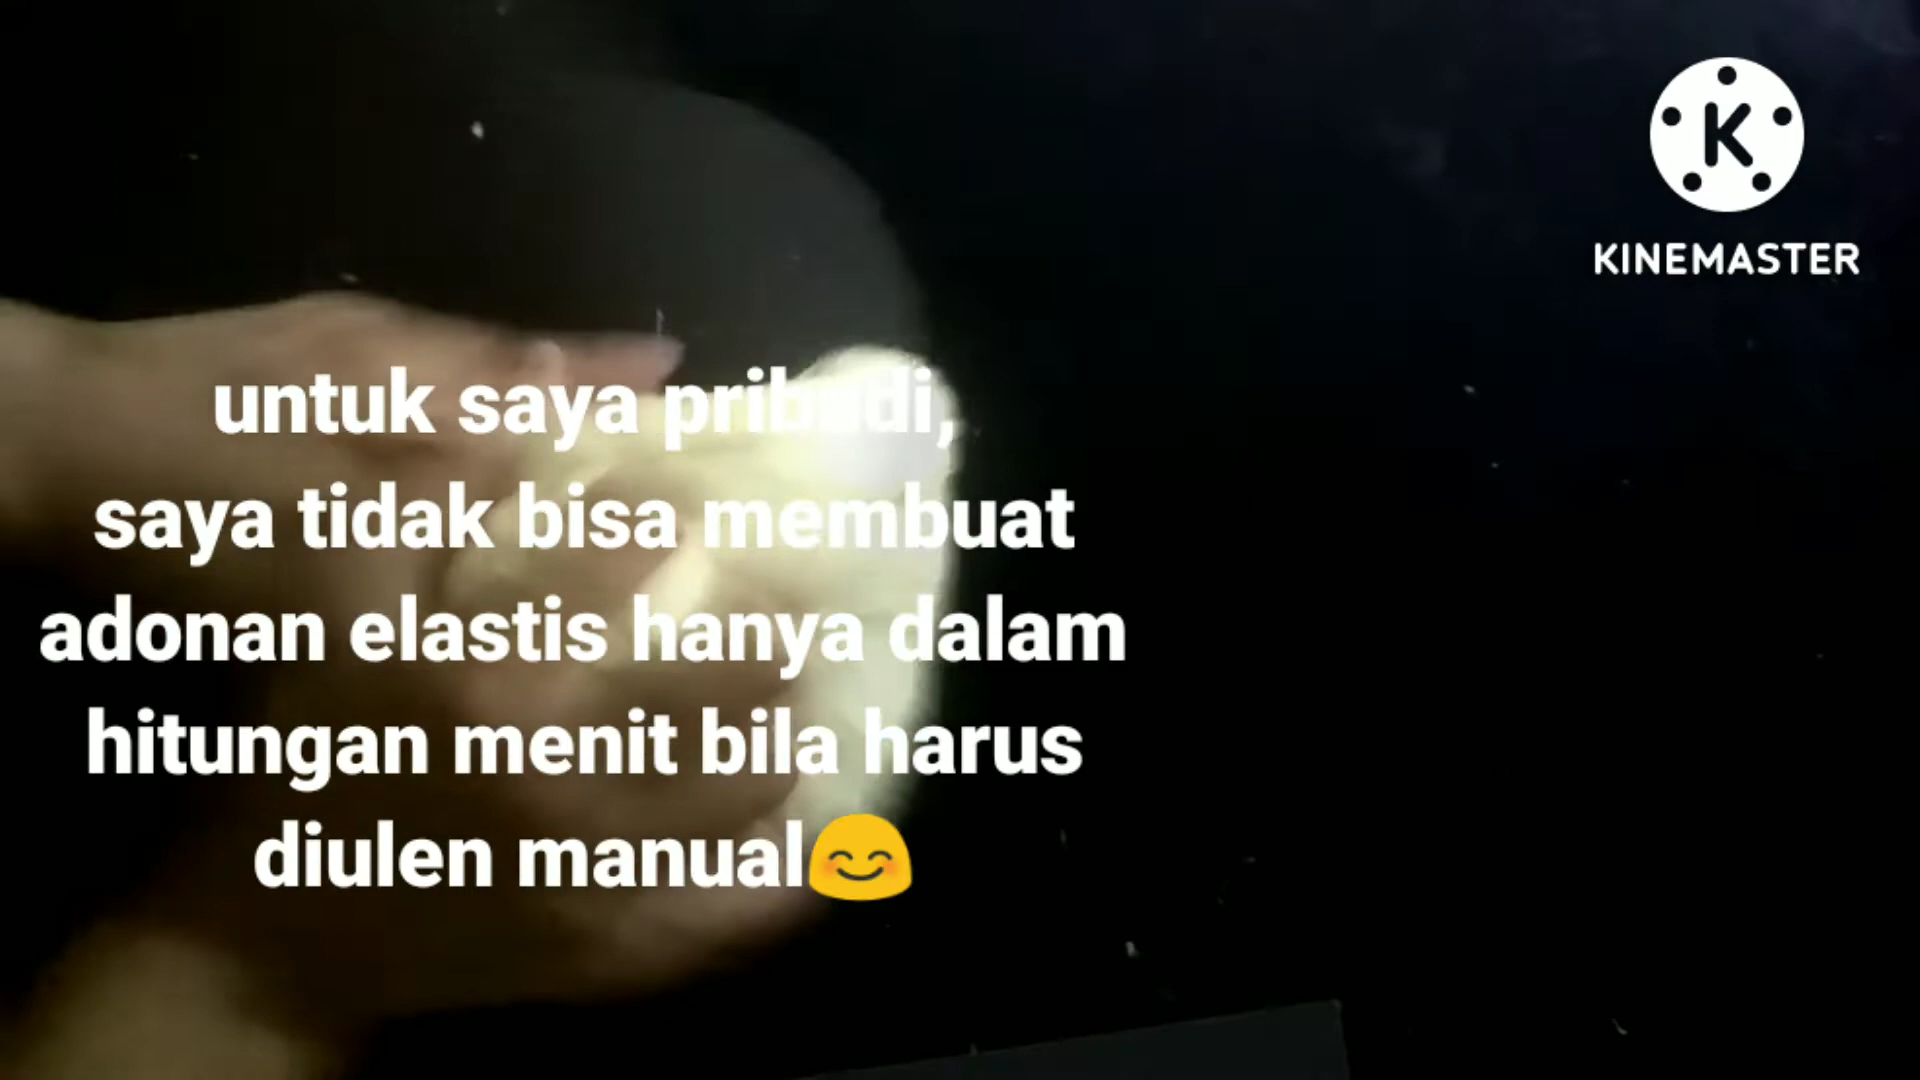 KINEMASTER
untuk saya pribadi,
saya tidak bisa membuat
adonan elastis hanya dalam
hitungan menit bila harus
diulen manual😊